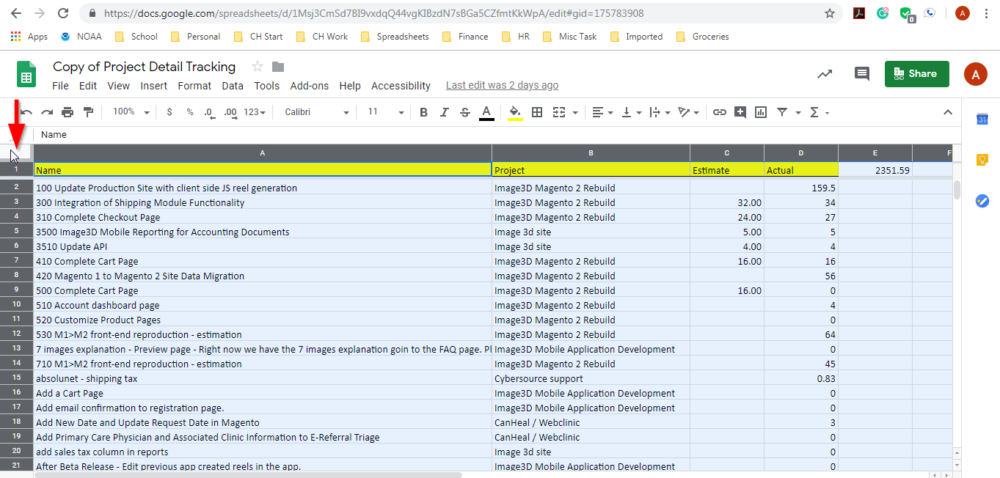 https://docs.google.com/spreadsheets/d/1Msj3CmSd7BI9vxdqQ44vgKIBzdN7sBGa5CZfmtKkWpA/edit#gid=175783908
A
0
Apps NOAA School Personal CH Start CH Work Spreadsheets Finance HR Misc Task Imported Groceries
Copy of Project Detail Tracking
Share
A
File Edit View Insert Format Data Tools Add-ons Help Accessibility Last edit was 2 days ago
100% $ % .0 .00 123 Calibri 11 B I S A Σ
31
Name
A B C D E F
1 Name Project Estimate Actual 2351.59
2 100 Update Production Site with client side JS reel generation Image3D Magento 2 Rebuild 159.5
3 300 Integration of Shipping Module Functionality Image3D Magento 2 Rebuild 32.00 34
4 310 Complete Checkout Page Image3D Magento 2 Rebuild 24.00 27
5 3500 Image3D Mobile Reporting for Accounting Documents Image 3d site 5.00 5
6 3510 Update API Image 3d site 4.00 4
7 410 Complete Cart Page Image3D Magento 2 Rebuild 16.00 16
8 420 Magento 1 to Magento 2 Site Data Migration Image3D Magento 2 Rebuild 56
9 500 Complete Cart Page Image3D Magento 2 Rebuild 16.00 0
10 510 Account dashboard page Image3D Magento 2 Rebuild 4
11 520 Customize Product Pages Image3D Magento 2 Rebuild 0
12 530 M1>M2 front-end reproduction - estimation Image3D Magento 2 Rebuild 64
13 7 images explanation - Preview page - Right now we have the 7 images explanation goin to the FAQ page. Pl Image3D Mobile Application Development 0
14 710 M1>M2 front-end reproduction - estimation Image3D Magento 2 Rebuild 45
15 absolunet - shipping tax Cybersource support 0.83
16 Add a Cart Page Image3D Mobile Application Development 0
17 Add email confirmation to registration page. Image3D Mobile Application Development 0
18 Add New Date and Update Request Date in Magento CanHeal / Webclinic 3
19 Add Primary Care Physician and Associated Clinic Information to E-Referral Triage CanHeal / Webclinic 0
20 add sales tax column in reports Image 3d site 0
21 After Beta Release - Edit previous app created reels in the app. Image3D Mobile Application Development 0